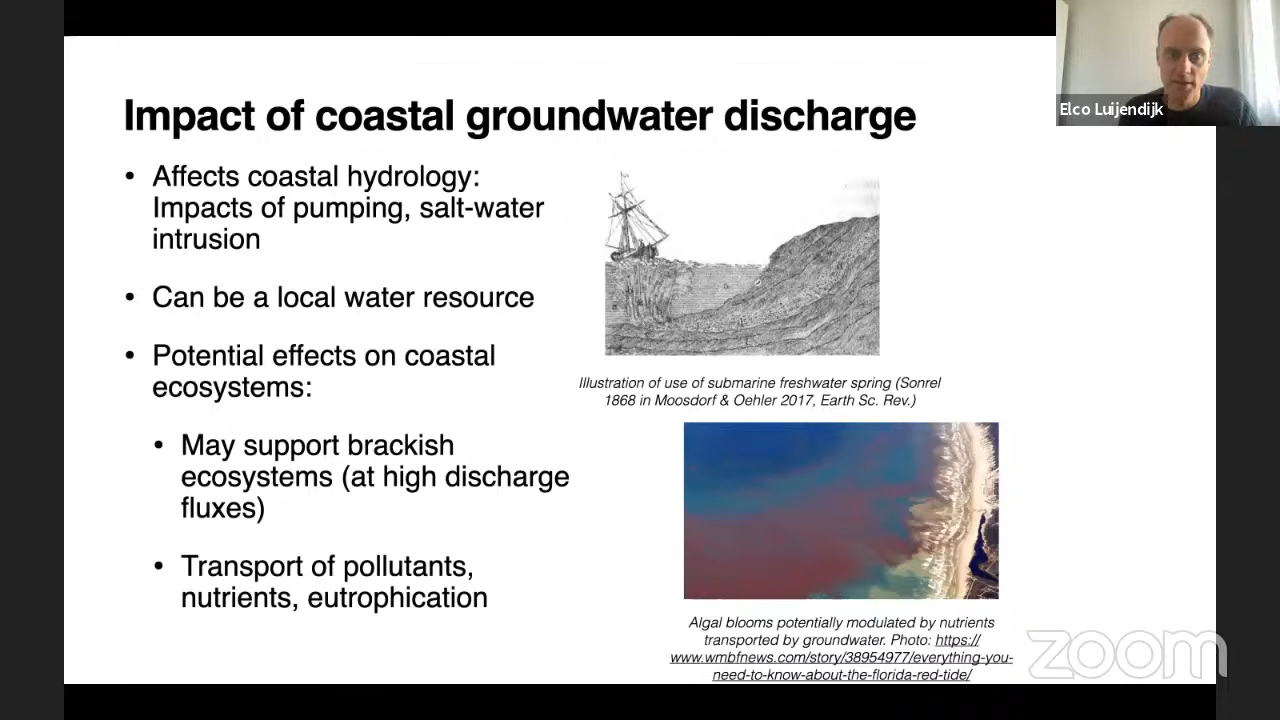 Elco Luijendijk
Impact of coastal groundwater discharge
• Affects coastal hydrology:
Impacts of pumping, salt-water
intrusion
• Can be a local water resource
• Potential effects on coastal
ecosystems:
• May support brackish
ecosystems (at high discharge
fluxes)
• Transport of pollutants,
nutrients, eutrophication
Illustration of use of submarine freshwater spring (Sonrel
1868 in Moosdorf & Oehler 2017, Earth Sc. Rev.)
Algal blooms potentially modulated by nutrients
transported by groundwater. Photo: https://
www.wmbfnews.com/story/38954977/everything-you-
need-to-know-about-the-florida-red-tide/
zoom